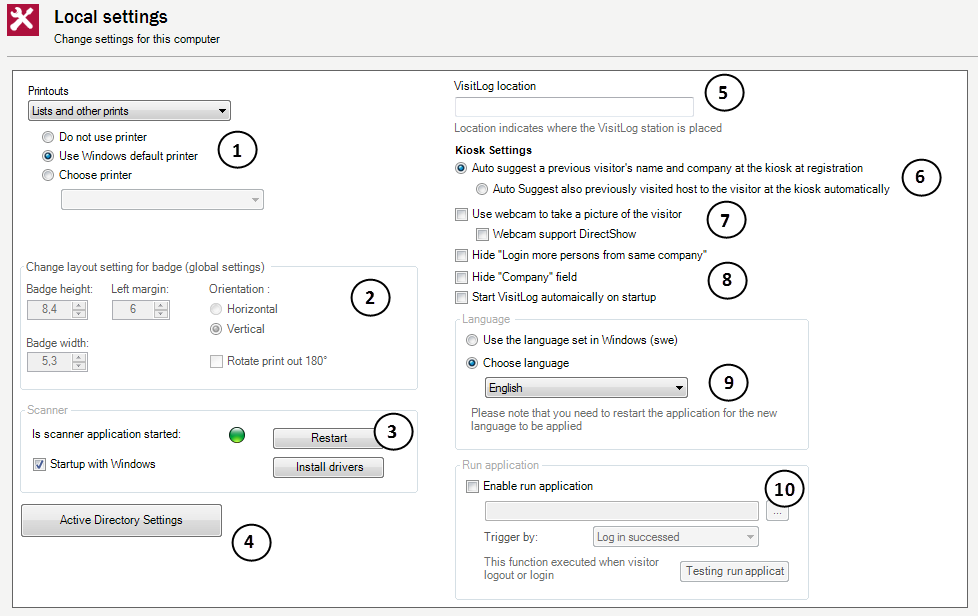 Local settings
Change settings for this computer
Printouts
Lists and other prints
Do not use printer
Use Windows default printer
Choose printer
1
Change layout setting for badge (global settings)
Badge height:
Left margin:
Orientation :
8,4
6
Horizontal
Vertical
2
Badge width:
5,3
Rotate print out 180°
Scanner
Is scanner application started:
Restart
3
Startup with Windows
Install drivers
Active Directory Settings
4
VisitLog location
5
Location indicates where the VisitLog station is placed
Kiosk Settings
Auto suggest a previous visitor's name and company at the kiosk at registration
Auto Suggest also previously visited host to the visitor at the kiosk automatically
6
Use webcam to take a picture of the visitor
7
Webcam support DirectShow
Hide "Login more persons from same company"
Hide "Company" field
8
Start VisitLog automaically on startup
Language
Use the language set in Windows (swe)
Choose language
English
9
Please note that you need to restart the application for the new
language to be applied
Run application
Enable run application
10
...
Trigger by:
Log in successed
This function executed when visitor
logout or login
Testing run applicat